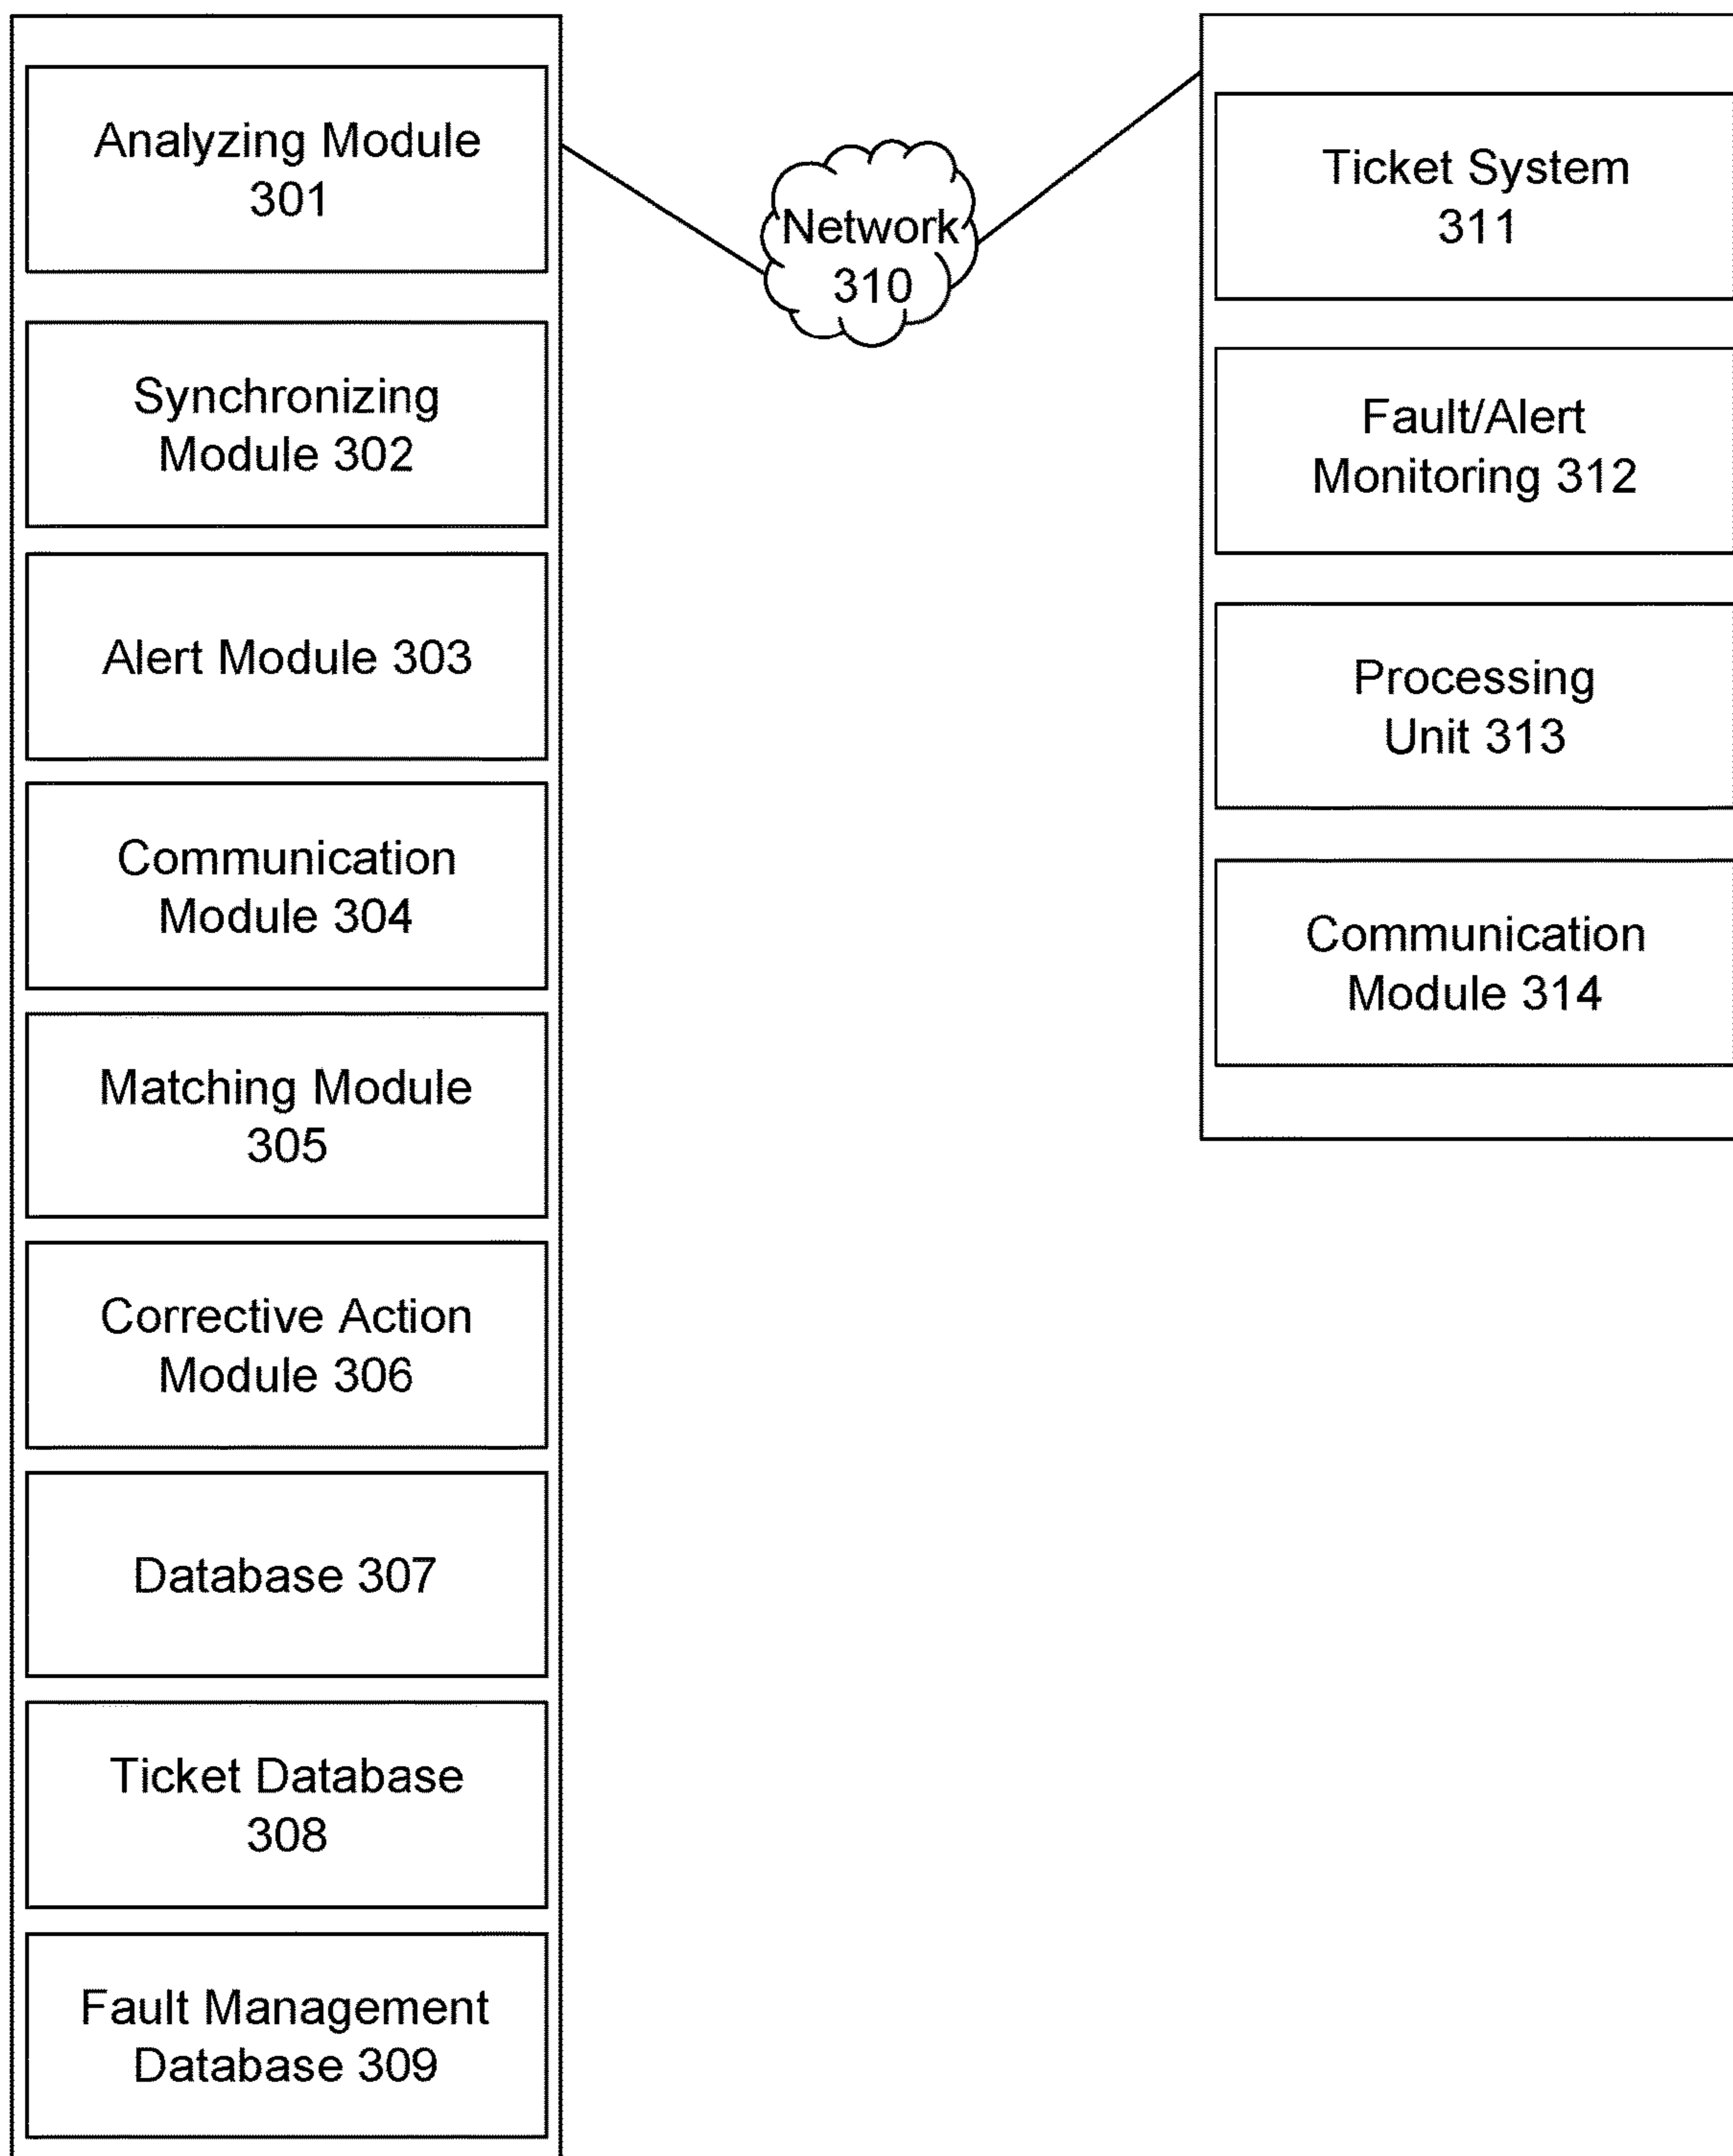 Analyzing Module
301
Synchronizing
Module 302
Alert Module 303
Communication
Module 304
Matching Module
305
Corrective Action
Module 306
Database 307
Ticket Database
308
Fault Management
Database 309
Network
310
Ticket System
311
Fault/Alert
Monitoring 312
Processing
Unit 313
Communication
Module 314